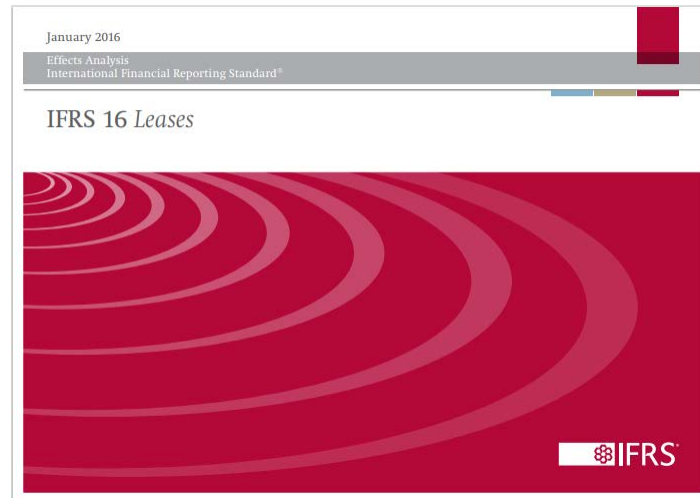 January 2016
Effects Analysis
International Financial Reporting Standard®
IFRS 16 Leases
IFRS®